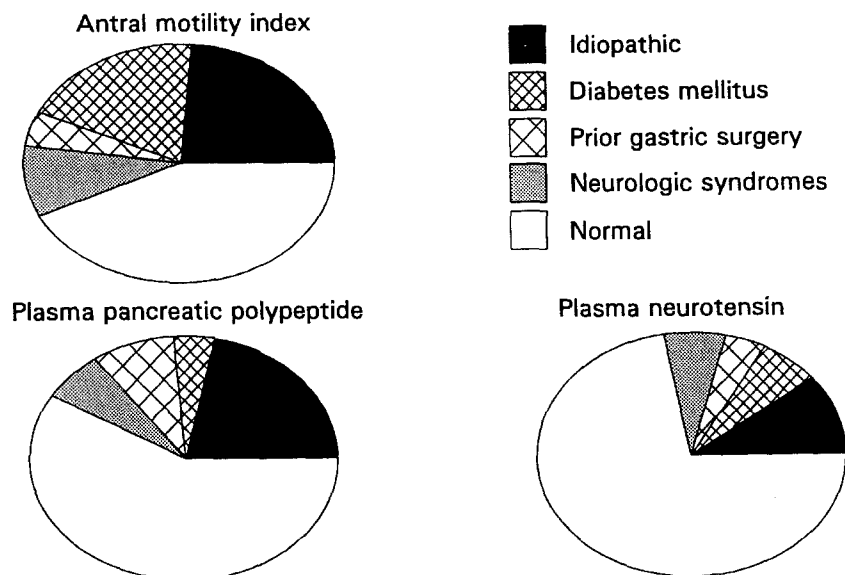 Antral motility index
Idiopathic
Diabetes mellitus
Prior gastric surgery
Neurologic syndromes
Normal
Plasma pancreatic polypeptide
Plasma neurotensin